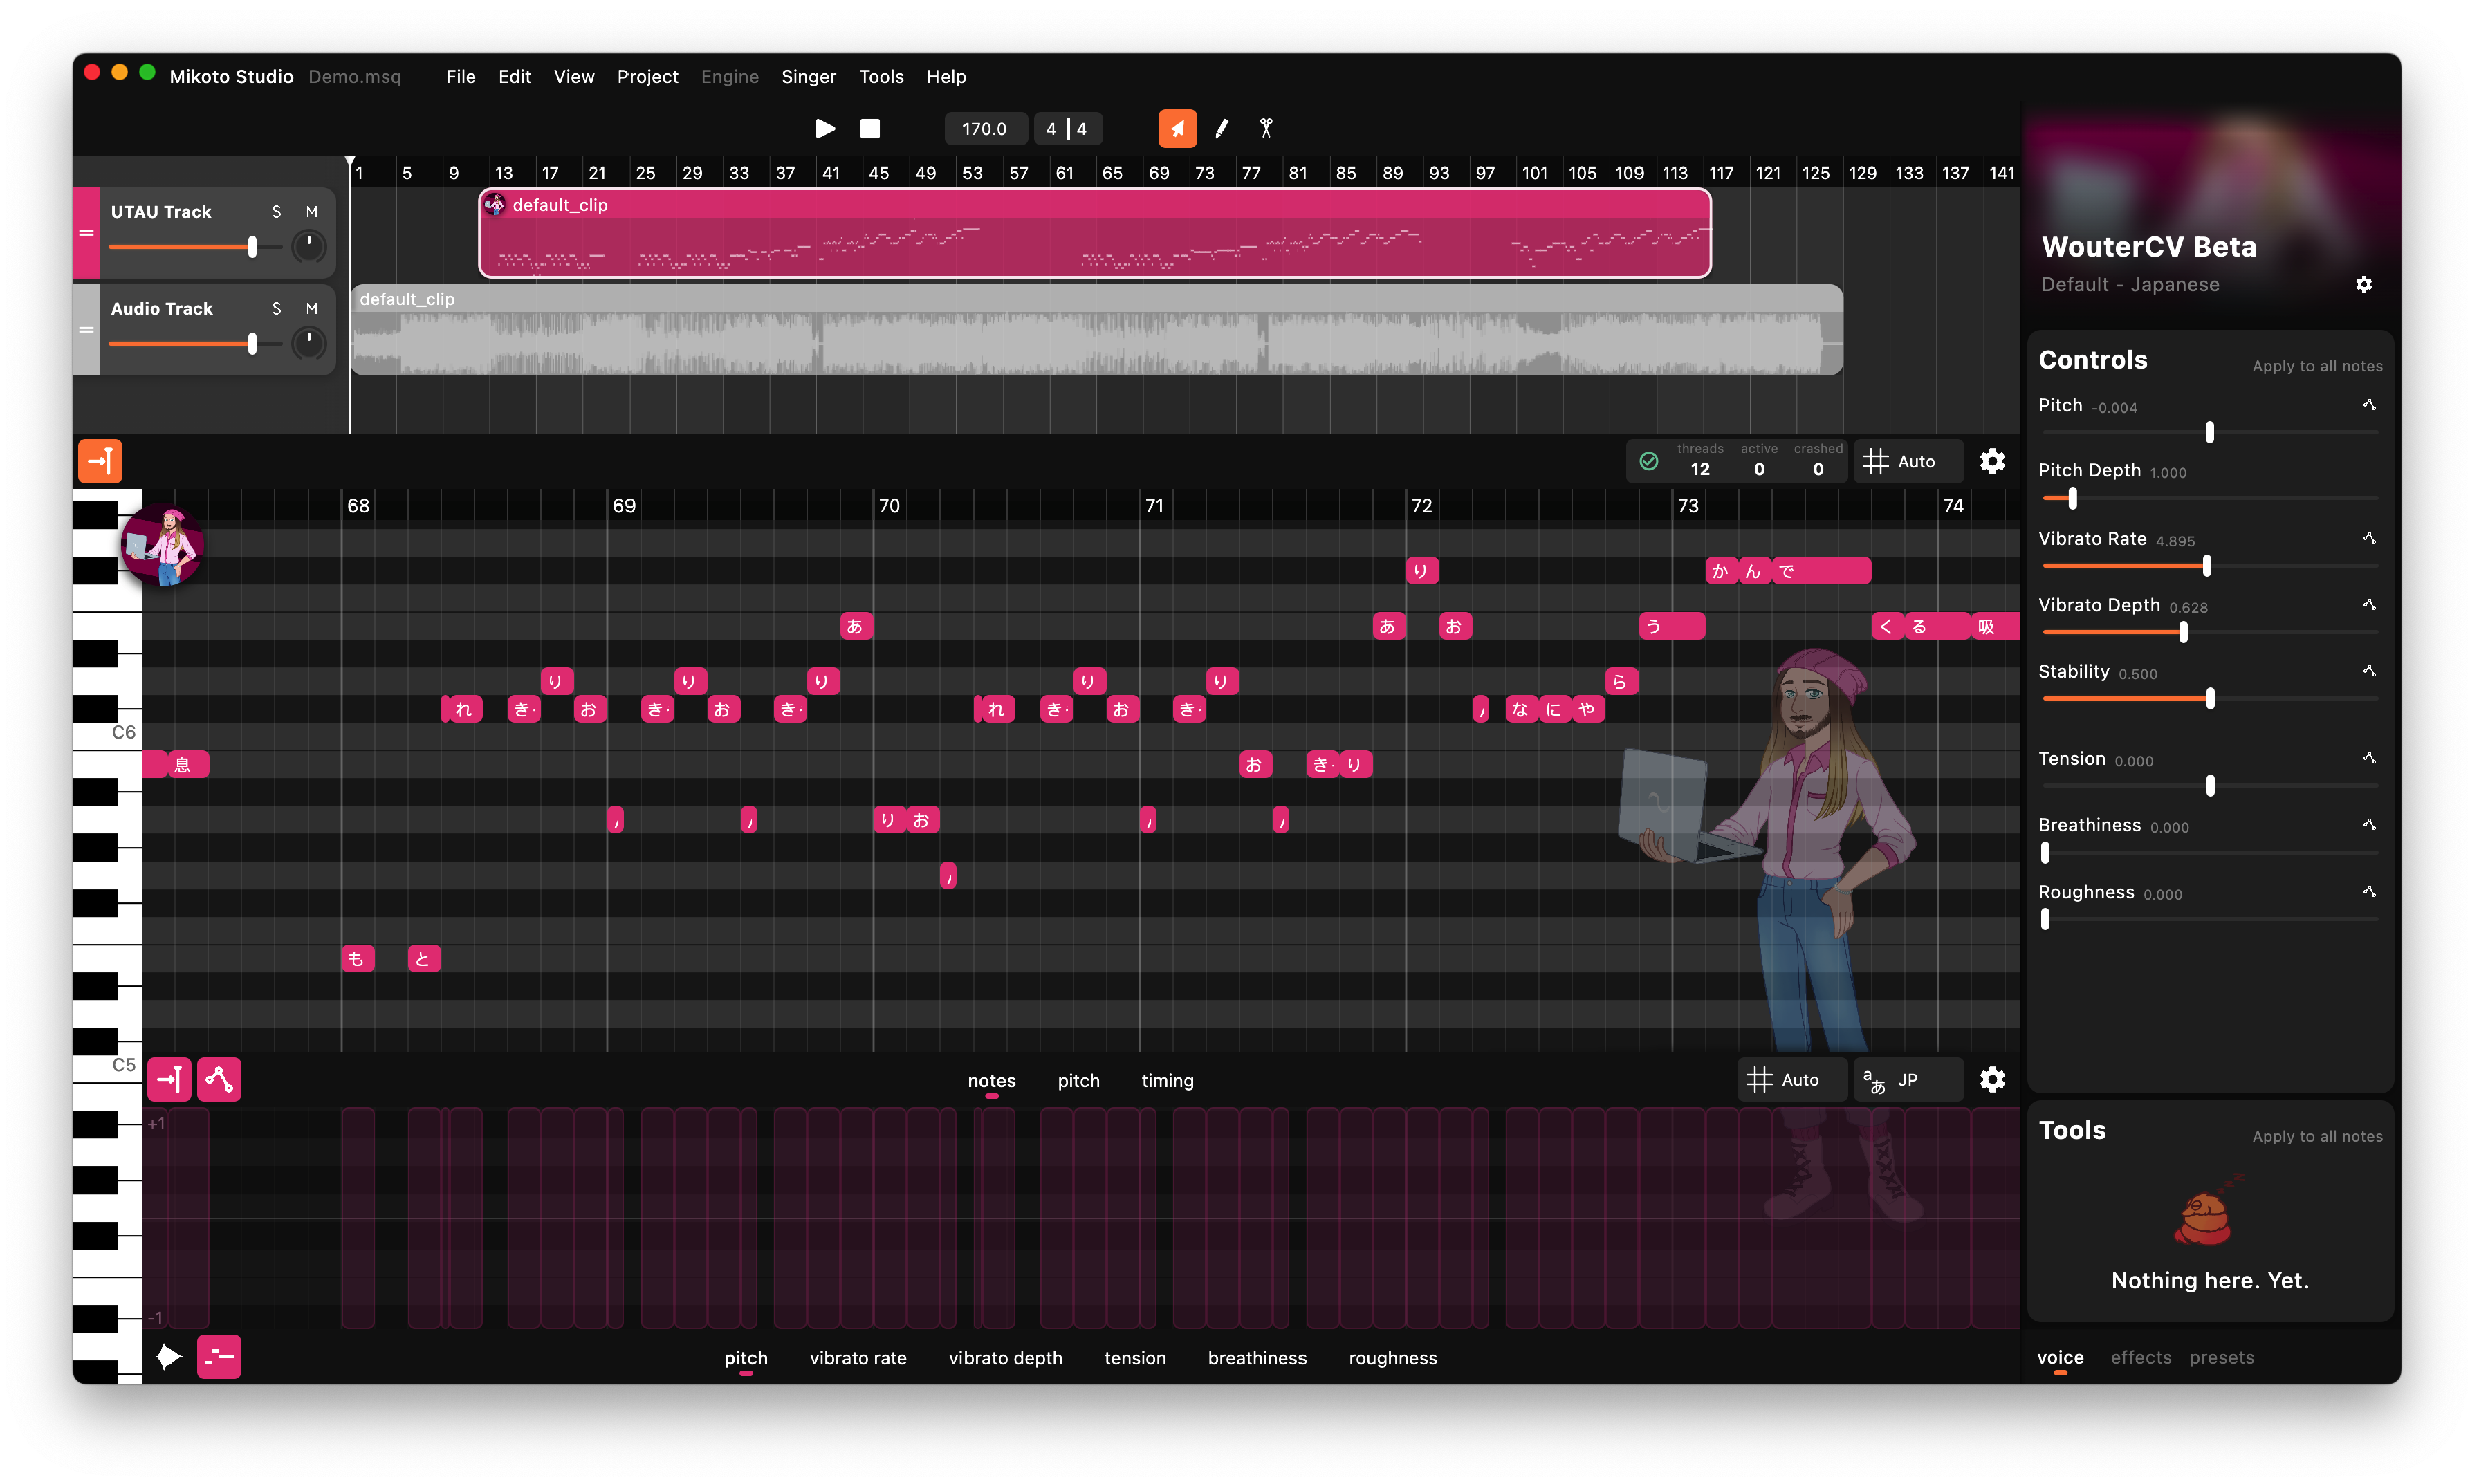 Mikoto Studio Demo.msq File Edit View Project Engine Singer Tools Help
170.0 4 4
1 5 9 13 17 21 25 29 33 37 41 45 49 53 57 61 65 69 73 77 81 85 89 93 97 101 105 109 113 117 121 125 129 133 137 141
UTAU Track S M
default_clip
Audio Track S M
default_clip
threads active crashed
12 0 0
Auto
68 69 70 71 72 73 74
り かんで
あ あ お う くる吸
り り り り り ら
れ き お き お き れ き お き なにや
C6
息 お きり
りお
もと
C5
notes pitch timing
Auto
aあ JP
+1
-1
pitch vibrato rate vibrato depth tension breathiness roughness
WouterCV Beta
Default - Japanese
Controls Apply to all notes
Pitch -0.004
Pitch Depth 1.000
Vibrato Rate 4.895
Vibrato Depth 0.628
Stability 0.500
Tension 0.000
Breathiness 0.000
Roughness 0.000
Tools Apply to all notes
Nothing here. Yet.
voice effects presets